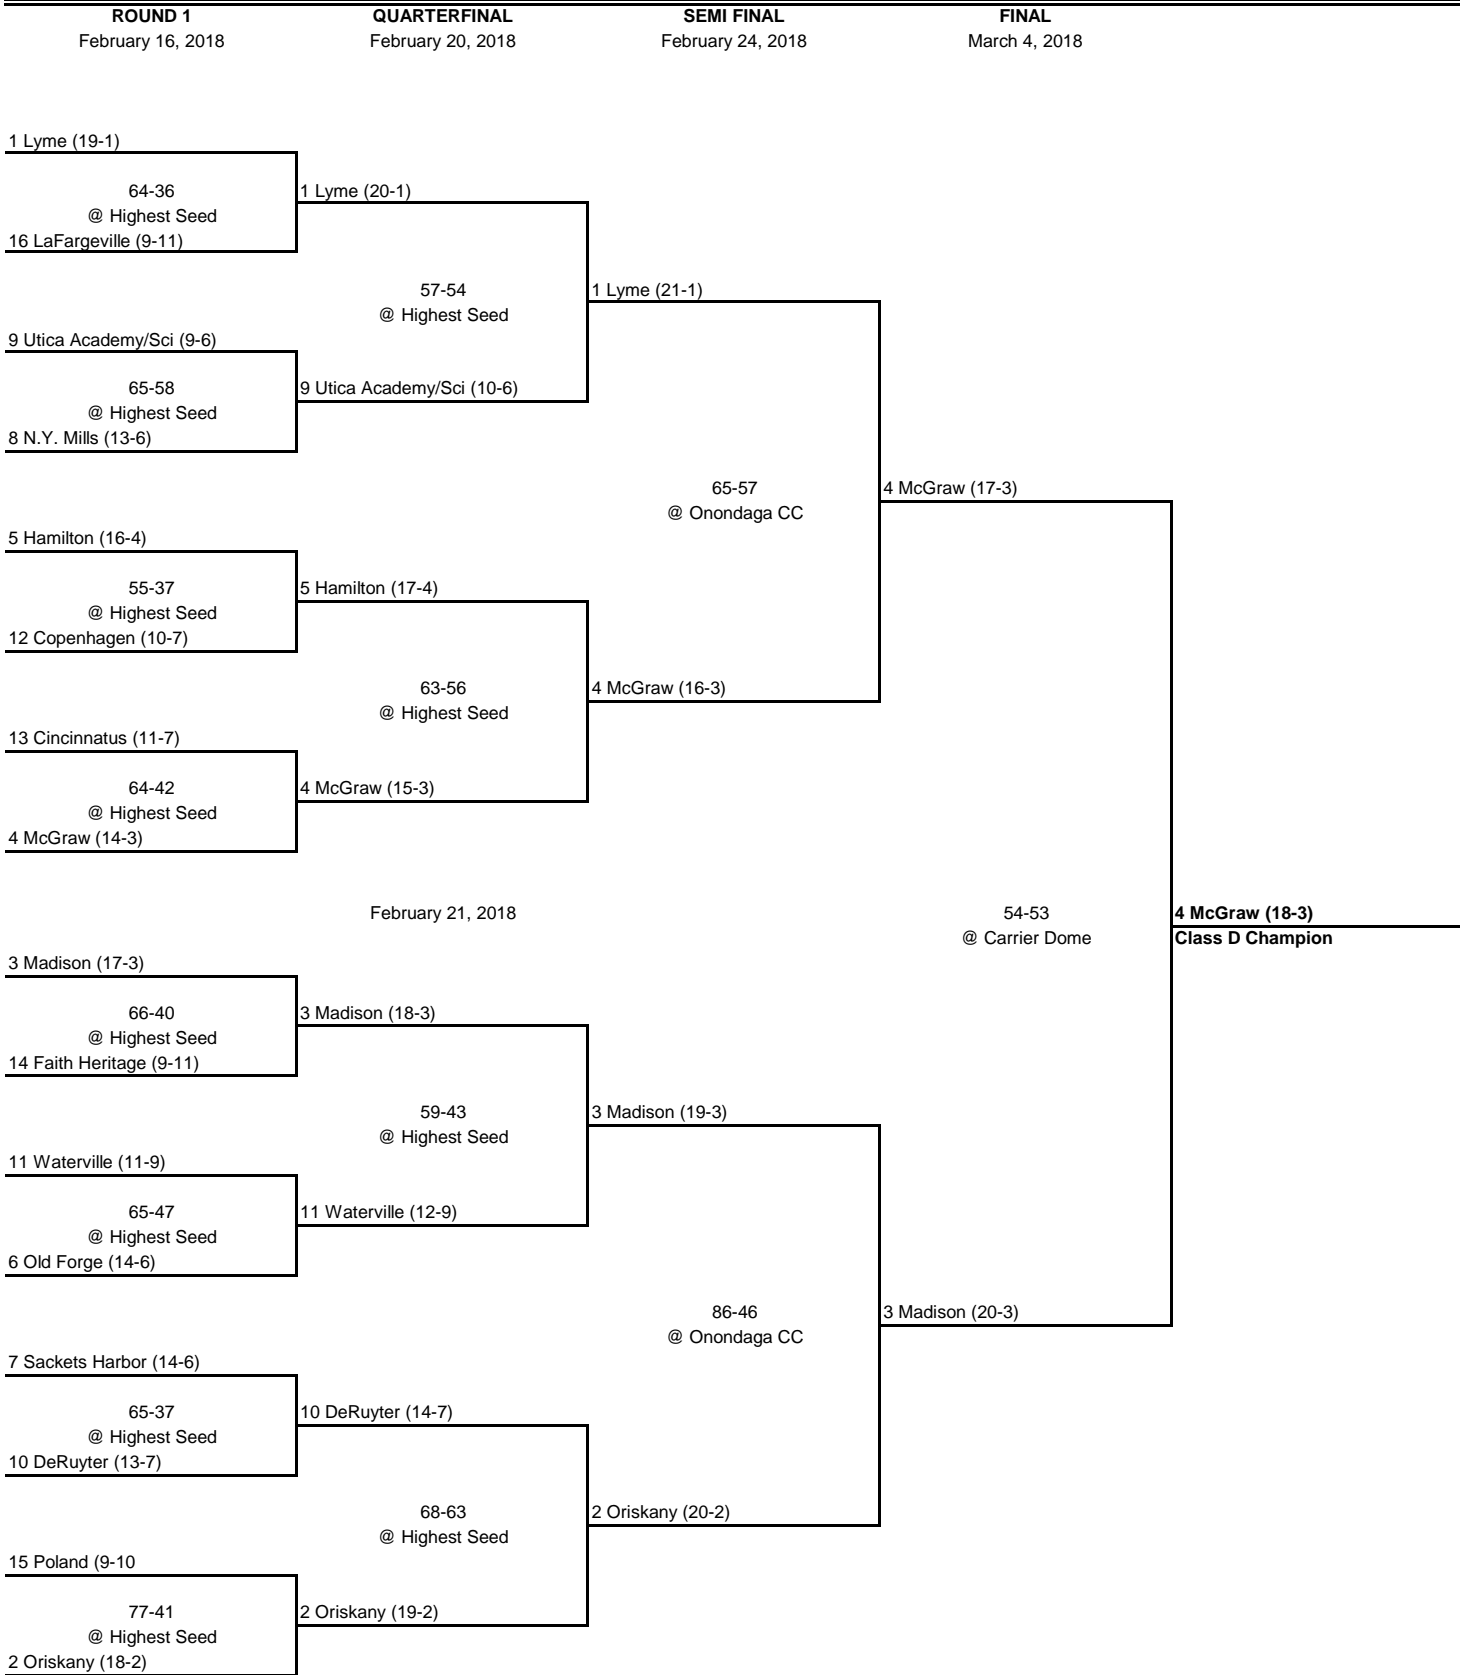 ROUND 1 QUARTERFINAL SEMI FINAL FINAL
February 16, 2018 February 20, 2018 February 24, 2018 March 4, 2018
1 Lyme (19-1)
64-36 1 Lyme (20-1)
@ Highest Seed
16 LaFargeville (9-11)
57-54 1 Lyme (21-1)
@ Highest Seed
9 Utica Academy/Sci (9-6)
65-58 9 Utica Academy/Sci (10-6)
@ Highest Seed
8 N.Y. Mills (13-6)
65-57 4 McGraw (17-3)
@ Onondaga CC
5 Hamilton (16-4)
55-37 5 Hamilton (17-4)
@ Highest Seed
12 Copenhagen (10-7)
63-56 4 McGraw (16-3)
@ Highest Seed
13 Cincinnatus (11-7)
64-42 4 McGraw (15-3)
@ Highest Seed
4 McGraw (14-3)
February 21, 2018 54-53 4 McGraw (18-3)
@ Carrier Dome Class D Champion
3 Madison (17-3)
66-40 3 Madison (18-3)
@ Highest Seed
14 Faith Heritage (9-11)
59-43 3 Madison (19-3)
@ Highest Seed
11 Waterville (11-9)
65-47 11 Waterville (12-9)
@ Highest Seed
6 Old Forge (14-6)
86-46 3 Madison (20-3)
@ Onondaga CC
7 Sackets Harbor (14-6)
65-37 10 DeRuyter (14-7)
@ Highest Seed
10 DeRuyter (13-7)
68-63 2 Oriskany (20-2)
@ Highest Seed
15 Poland (9-10
77-41 2 Oriskany (19-2)
@ Highest Seed
2 Oriskany (18-2)